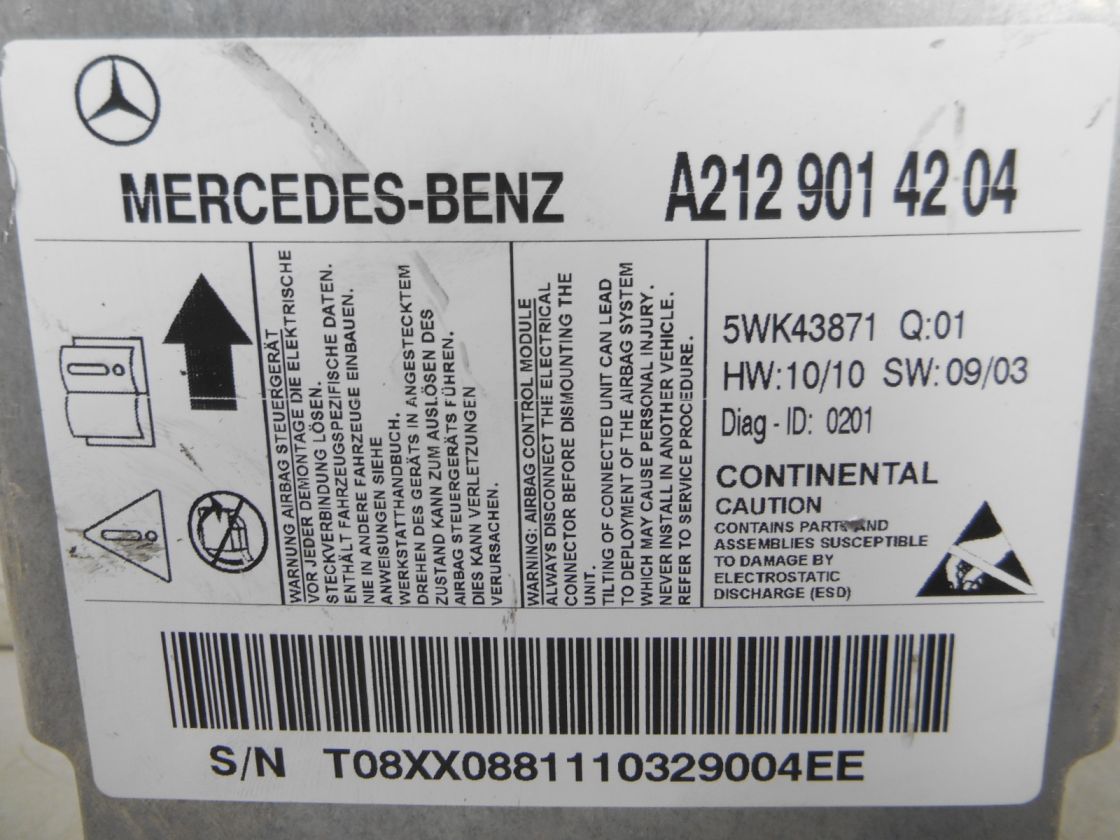 MERCEDES-BENZ
A212 901 42 04
WARNUNG AIRBAG STEUERGERÄT
VOR JEDER DEMONTAGE DIE ELEKTRISCHE
STECKVERBINDUNG LÖSEN.
ENTHÄLT FAHRZEUGSPEZIFISCHE DATEN.
NIE IN ANDERE FAHRZEUGE EINBAUEN.
ANWEISUNGEN SIEHE
WERKSTATTHANDBUCH.
DREHEN DES GERÄTS IN ANGESTECKTEM
ZUSTAND KANN ZUM AUSLÖSEN DES
AIRBAG STEUERGERÄTS FÜHREN.
DIES KANN VERLETZUNGEN
VERURSACHEN.
WARNING: AIRBAG CONTROL MODULE
ALWAYS DISCONNECT THE ELECTRICAL
CONNECTOR BEFORE DISMOUNTING THE
UNIT.
TILTING OF CONNECTED UNIT CAN LEAD
TO DEPLOYMENT OF THE AIRBAG SYSTEM
WHICH MAY CAUSE PERSONAL INJURY.
NEVER INSTALL IN ANOTHER VEHICLE.
REFER TO SERVICE PROCEDURE.
5WK43871 Q:01
HW:10/10 SW:09/03
Diag-ID: 0201
CONTINENTAL
CAUTION
CONTAINS PARTS AND
ASSEMBLIES SUSCEPTIBLE
TO DAMAGE BY
ELECTROSTATIC
DISCHARGE (ESD)
S/N T08XX0881110329004EE